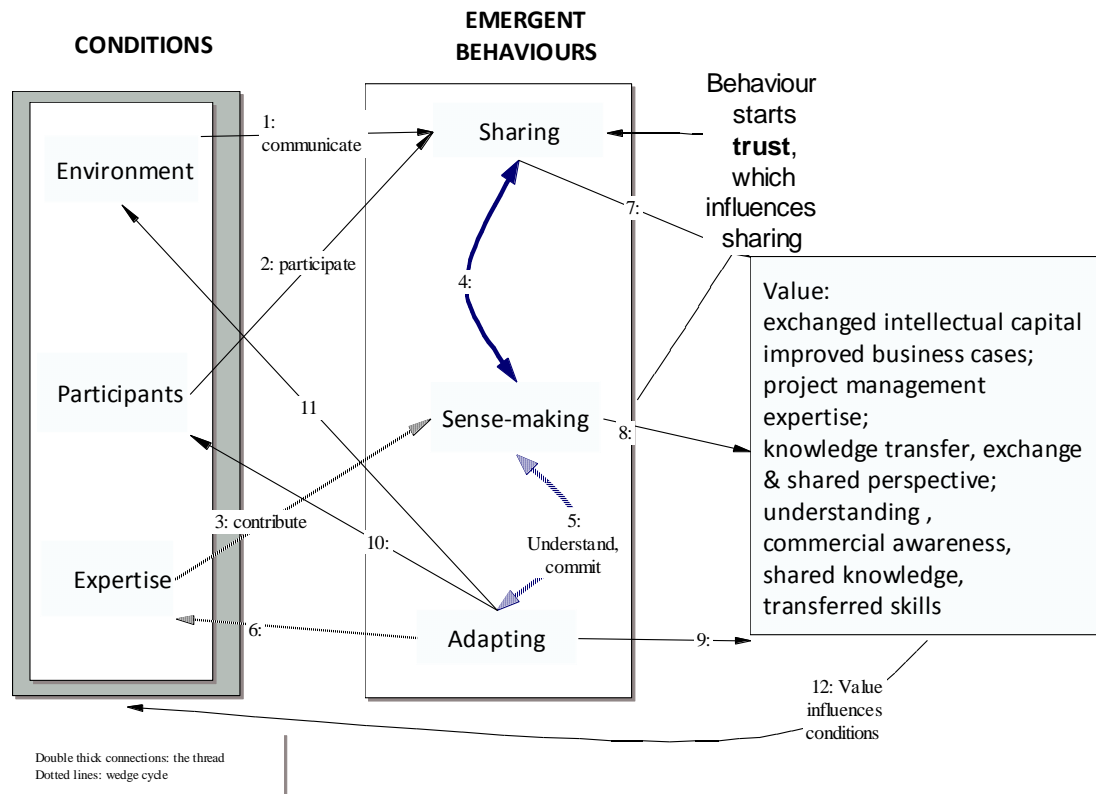 CONDITIONS
EMERGENT
BEHAVIOURS
Environment
Participants
Expertise
Sharing
Sense-making
Adapting
1:
communicate
2: participate
3: contribute
4:
5:
Understand,
commit
6:
7:
8:
9:
10:
11
Behaviour
starts
trust,
which
influences
sharing
Value:
exchanged intellectual capital
improved business cases;
project management
expertise;
knowledge transfer, exchange
& shared perspective;
understanding ,
commercial awareness,
shared knowledge,
transferred skills
12: Value
influences
conditions
Double thick connections: the thread
Dotted lines: wedge cycle